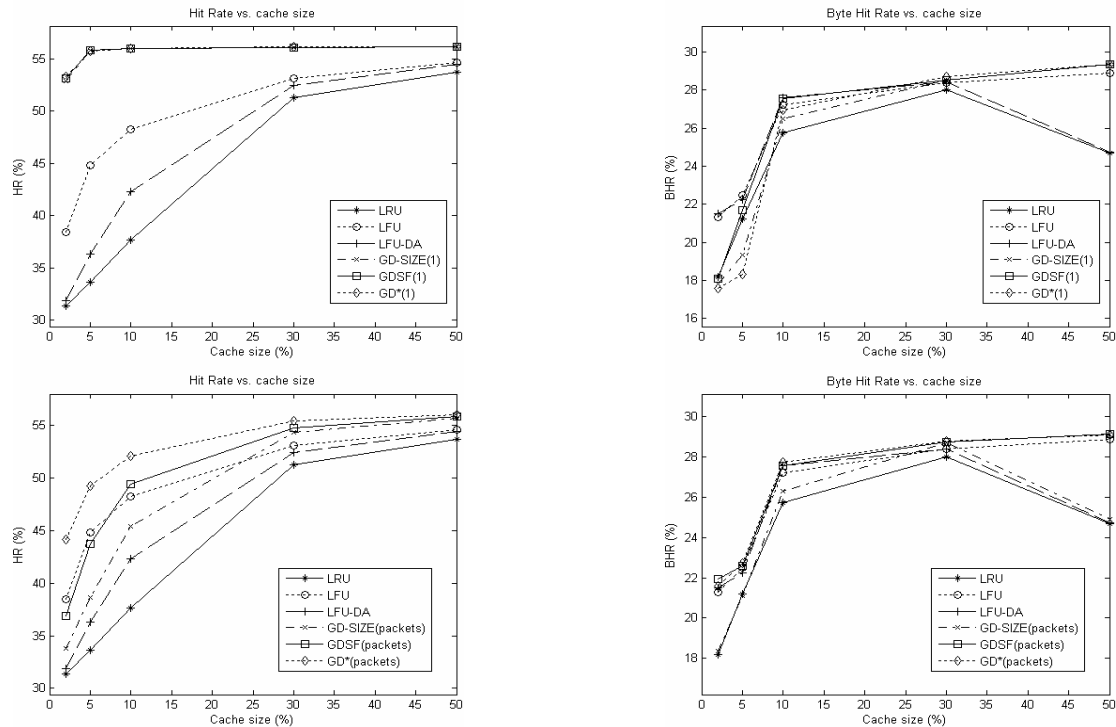 Hit Rate vs. cache size
HR (%)
55
50
45
40
35
30
0 5 10 15 20 25 30 35 40 45 50
Cache size (%)
LRU
LFU
LFU-DA
GD-SIZE(1)
GDSF(1)
GD*(1)
Byte Hit Rate vs. cache size
BHR (%)
30
28
26
24
22
20
18
16
0 5 10 15 20 25 30 35 40 45 50
Cache size (%)
LRU
LFU
LFU-DA
GD-SIZE(1)
GDSF(1)
GD*(1)
Hit Rate vs. cache size
HR (%)
55
50
45
40
35
30
0 5 10 15 20 25 30 35 40 45 50
Cache size (%)
LRU
LFU
LFU-DA
GD-SIZE(packets)
GDSF(packets)
GD*(packets)
Byte Hit Rate vs. cache size
BHR (%)
30
28
26
24
22
20
18
0 5 10 15 20 25 30 35 40 45 50
Cache size (%)
LRU
LFU
LFU-DA
GD-SIZE(packets)
GDSF(packets)
GD*(packets)